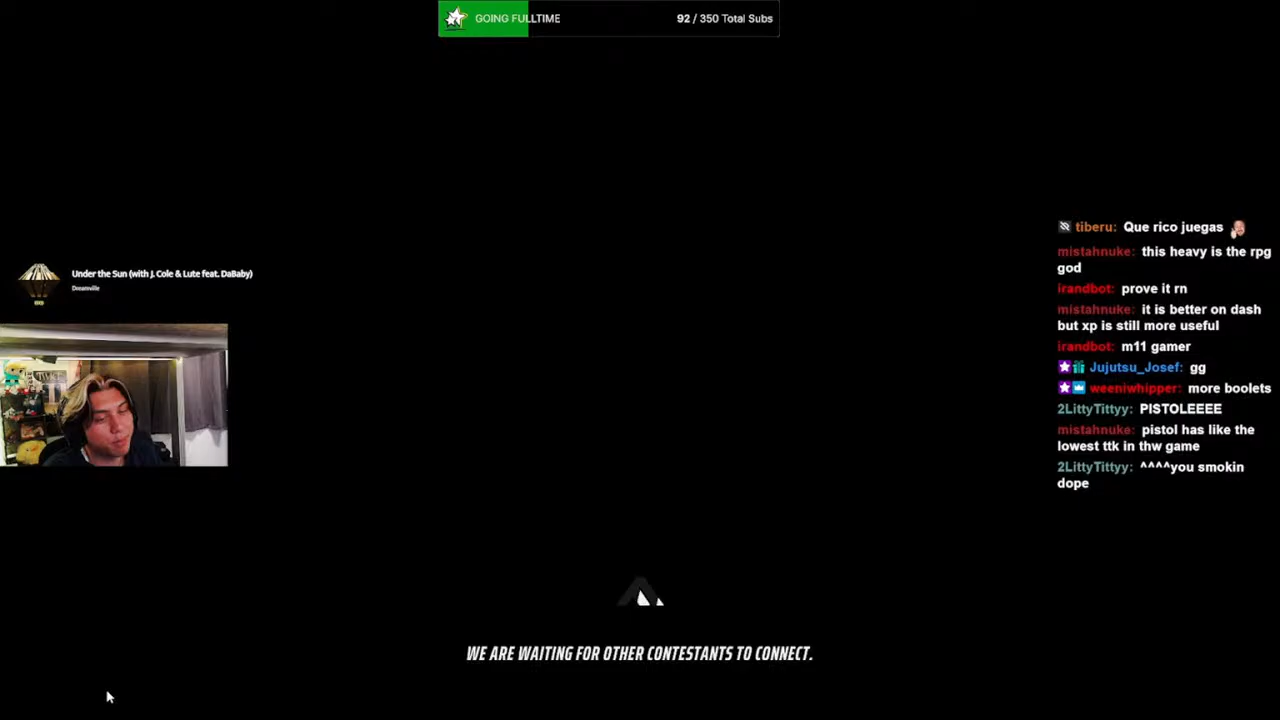 GOING FULLTIME 92 / 350 Total Subs
tiberu: Que rico juegas
mistahnuke: this heavy is the rpg
god
irandbot: prove it rn
mistahnuke: it is better on dash
but xp is still more useful
irandbot: m11 gamer
Jujutsu_Josef: gg
weeniwhipper: more boolets
2LittyTittyy: PISTOLEEEE
mistahnuke: pistol has like the
lowest ttk in thw game
2LittyTittyy: ^^^^you smokin
dope
Under the Sun (with J. Cole & Lute feat. DaBaby)
Dreamville
WE ARE WAITING FOR OTHER CONTESTANTS TO CONNECT.